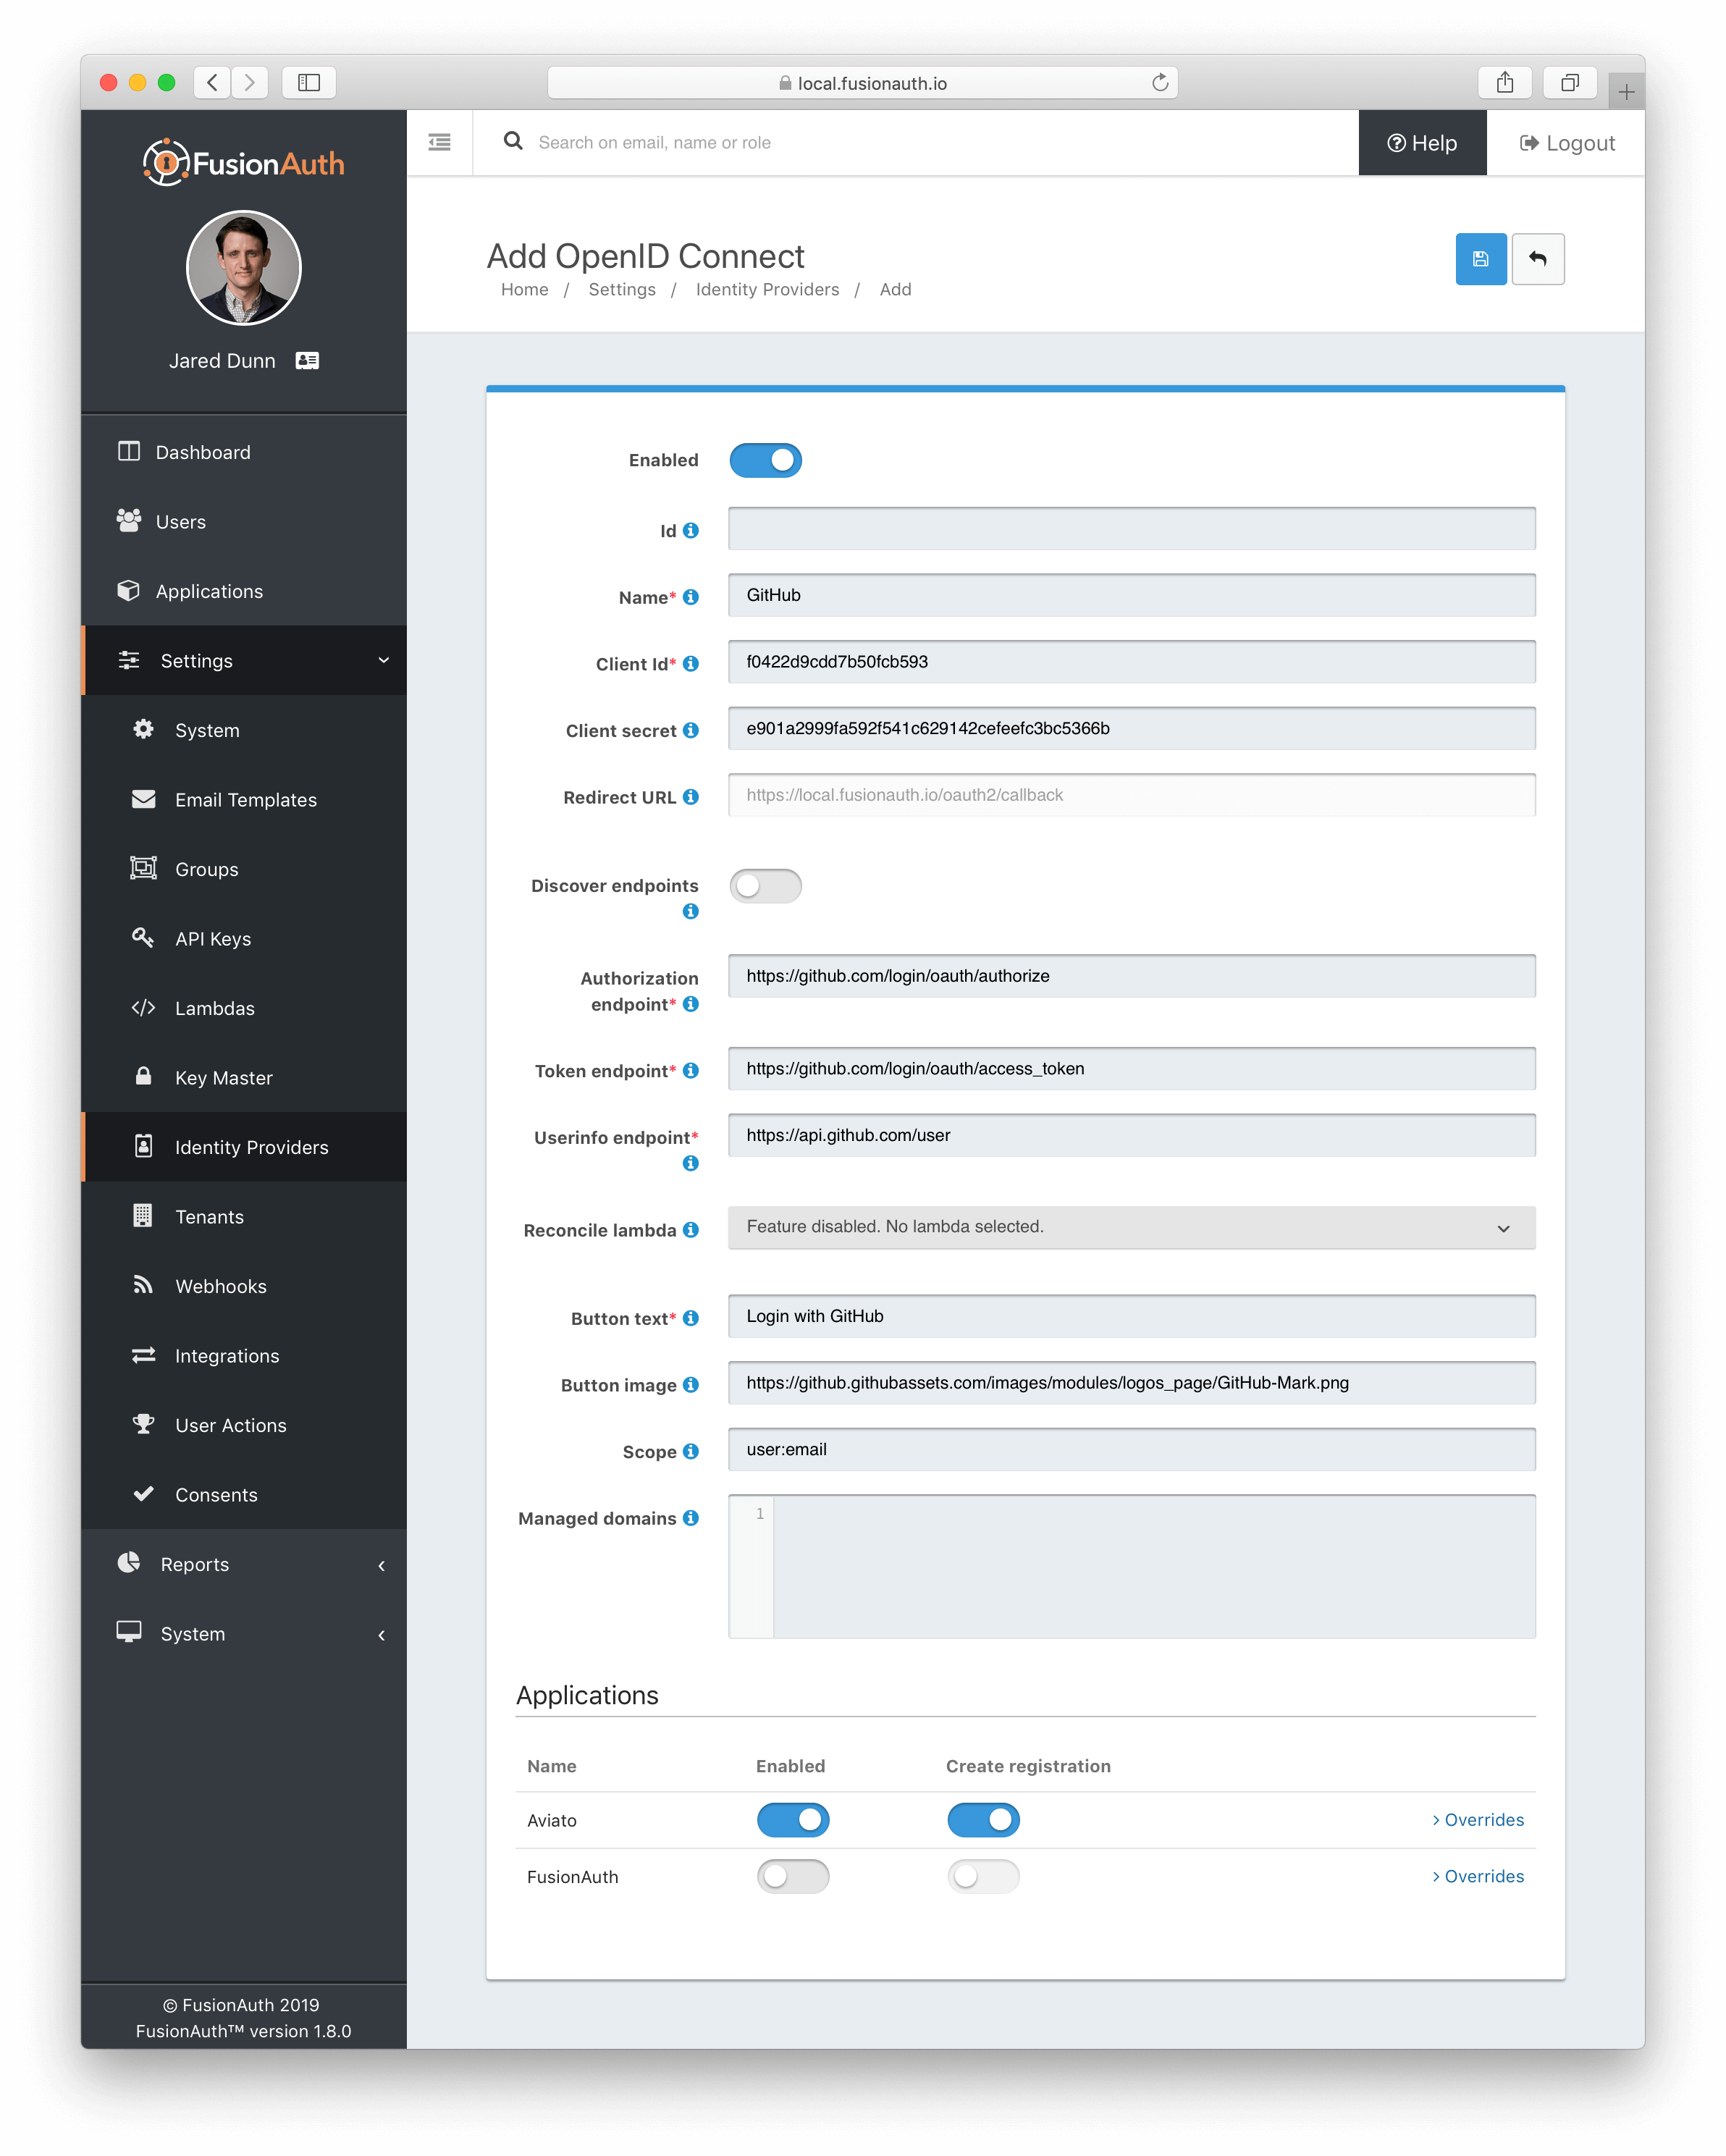 local.fusionauth.io
FusionAuth
Search on email, name or role
Help
Logout
Jared Dunn
Dashboard
Users
Applications
Settings
System
Email Templates
Groups
API Keys
Lambdas
Key Master
Identity Providers
Tenants
Webhooks
Integrations
User Actions
Consents
Reports
System
© FusionAuth 2019
FusionAuth™ version 1.8.0
Add OpenID Connect
Home / Settings / Identity Providers / Add
Enabled
Id
Name* GitHub
Client Id* f0422d9cdd7b50fcb593
Client secret e901a2999fa592f541c629142cefeefc3bc5366b
Redirect URL https://local.fusionauth.io/oauth2/callback
Discover endpoints
Authorization endpoint* https://github.com/login/oauth/authorize
Token endpoint* https://github.com/login/oauth/access_token
Userinfo endpoint* https://api.github.com/user
Reconcile lambda Feature disabled. No lambda selected.
Button text* Login with GitHub
Button image https://github.githubassets.com/images/modules/logos_page/GitHub-Mark.png
Scope user:email
Managed domains 1
Applications
Name Enabled Create registration
Aviato > Overrides
FusionAuth > Overrides